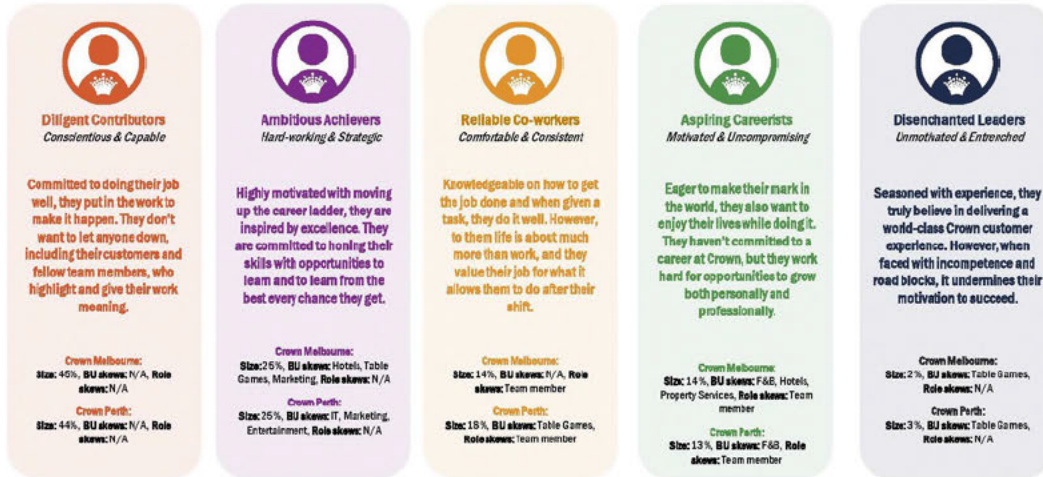 Diligent Contributors
Conscientious & Capable
Committed to doing their job
well, they put in the work to
make it happen. They don't
want to let anyone down,
including their customers and
fellow team members, who
highlight and give their work
meaning.
Crown Melbourne:
Size: 46%, BU skews: N/A, Role
skews: N/A
Crown Perth:
Size: 44%, BU skews: N/A, Role
skews: N/A
Ambitious Achievers
Hard-working & Strategic
Highly motivated with moving
up the career ladder, they are
inspired by excellence. They
are committed to honing their
skills with opportunities to
learn and to learn from the
best every chance they get.
Crown Melbourne:
Size: 25%, BU skews: Hotels, Table
Games, Marketing, Role skews: N/A
Crown Perth:
Size: 25%, BU skews: IT, Marketing,
Entertainment, Role skews: N/A
Reliable Co-workers
Comfortable & Consistent
Knowledgeable on how to get
the job done and when given a
task, they do it well. However,
to them life is about much
more than work, and they
value their job for what it
allows them to do after their
shift.
Crown Melbourne:
Size: 14%, BU skews: N/A, Role
skews: Team member
Crown Perth:
Size: 18%, BU skews: Table Games,
Role skews: Team member
Aspiring Careerists
Motivated & Uncompromising
Eager to make their mark in
the world, they also want to
enjoy their lives while doing it.
They haven't committed to a
career at Crown, but they work
hard for opportunities to grow
both personally and
professionally.
Crown Melbourne:
Size: 14%, BU skews: F&B, Hotels,
Property Services, Role skews: Team
member
Crown Perth:
Size: 13%, BU skews: F&B, Role
skews: Team member
Disenchanted Leaders
Unmotivated & Entrenched
Seasoned with experience, they
truly believe in delivering a
world-class Crown customer
experience. However, when
faced with incompetence and
road blocks, it undermines their
motivation to succeed.
Crown Melbourne:
Size: 2%, BU skews: Table Games,
Role skews: N/A
Crown Perth:
Size: 3%, BU skews: Table Games,
Role skews: N/A